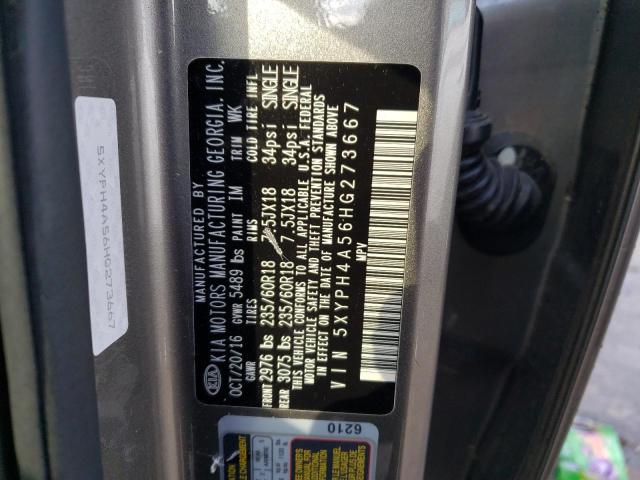 MANUFACTURED BY
KIA KIA MOTORS MANUFACTURING GEORGIA, INC.
OCT/20/16 GVWR 5489 lbs PAINT IM TRIM WK
GAWR TIRES RIMS COLD TIRE INFL
FRONT 2976 lbs 235/60R18 7.5JX18 34psi SINGLE
REAR 3075 lbs 235/60R18 7.5JX18 34psi SINGLE
THIS VEHICLE CONFORMS TO ALL APPLICABLE U.S.A. FEDERAL
MOTOR VEHICLE SAFETY AND THEFT PREVENTION STANDARDS
IN EFFECT ON THE DATE OF MANUFACTURE SHOWN ABOVE
VIN 5XYPH4A56HG273667
MPV
5XYPH4A56HG273667
6210